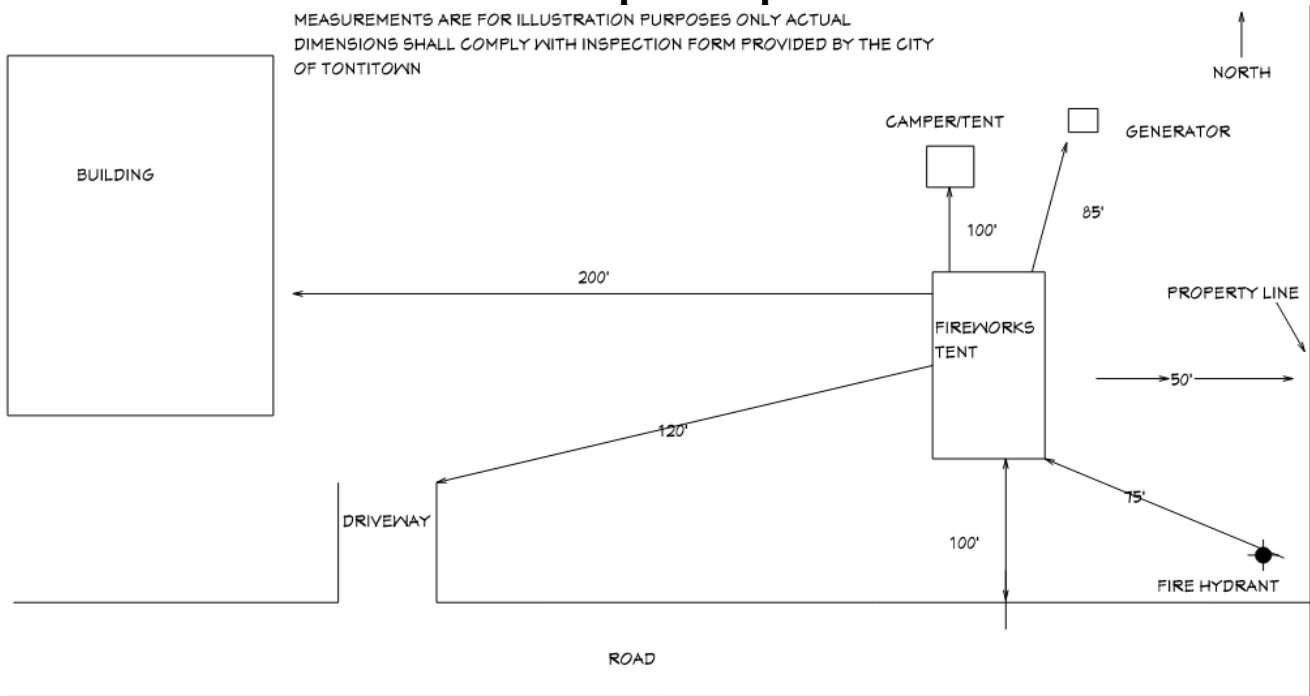 MEASUREMENTS ARE FOR ILLUSTRATION PURPOSES ONLY ACTUAL
DIMENSIONS SHALL COMPLY WITH INSPECTION FORM PROVIDED BY THE CITY
OF TONTITOWN
NORTH
CAMPER/TENT
GENERATOR
BUILDING
85'
100'
200'
PROPERTY LINE
FIREWORKS
TENT
50'
120'
75'
DRIVEWAY
100'
FIRE HYDRANT
ROAD